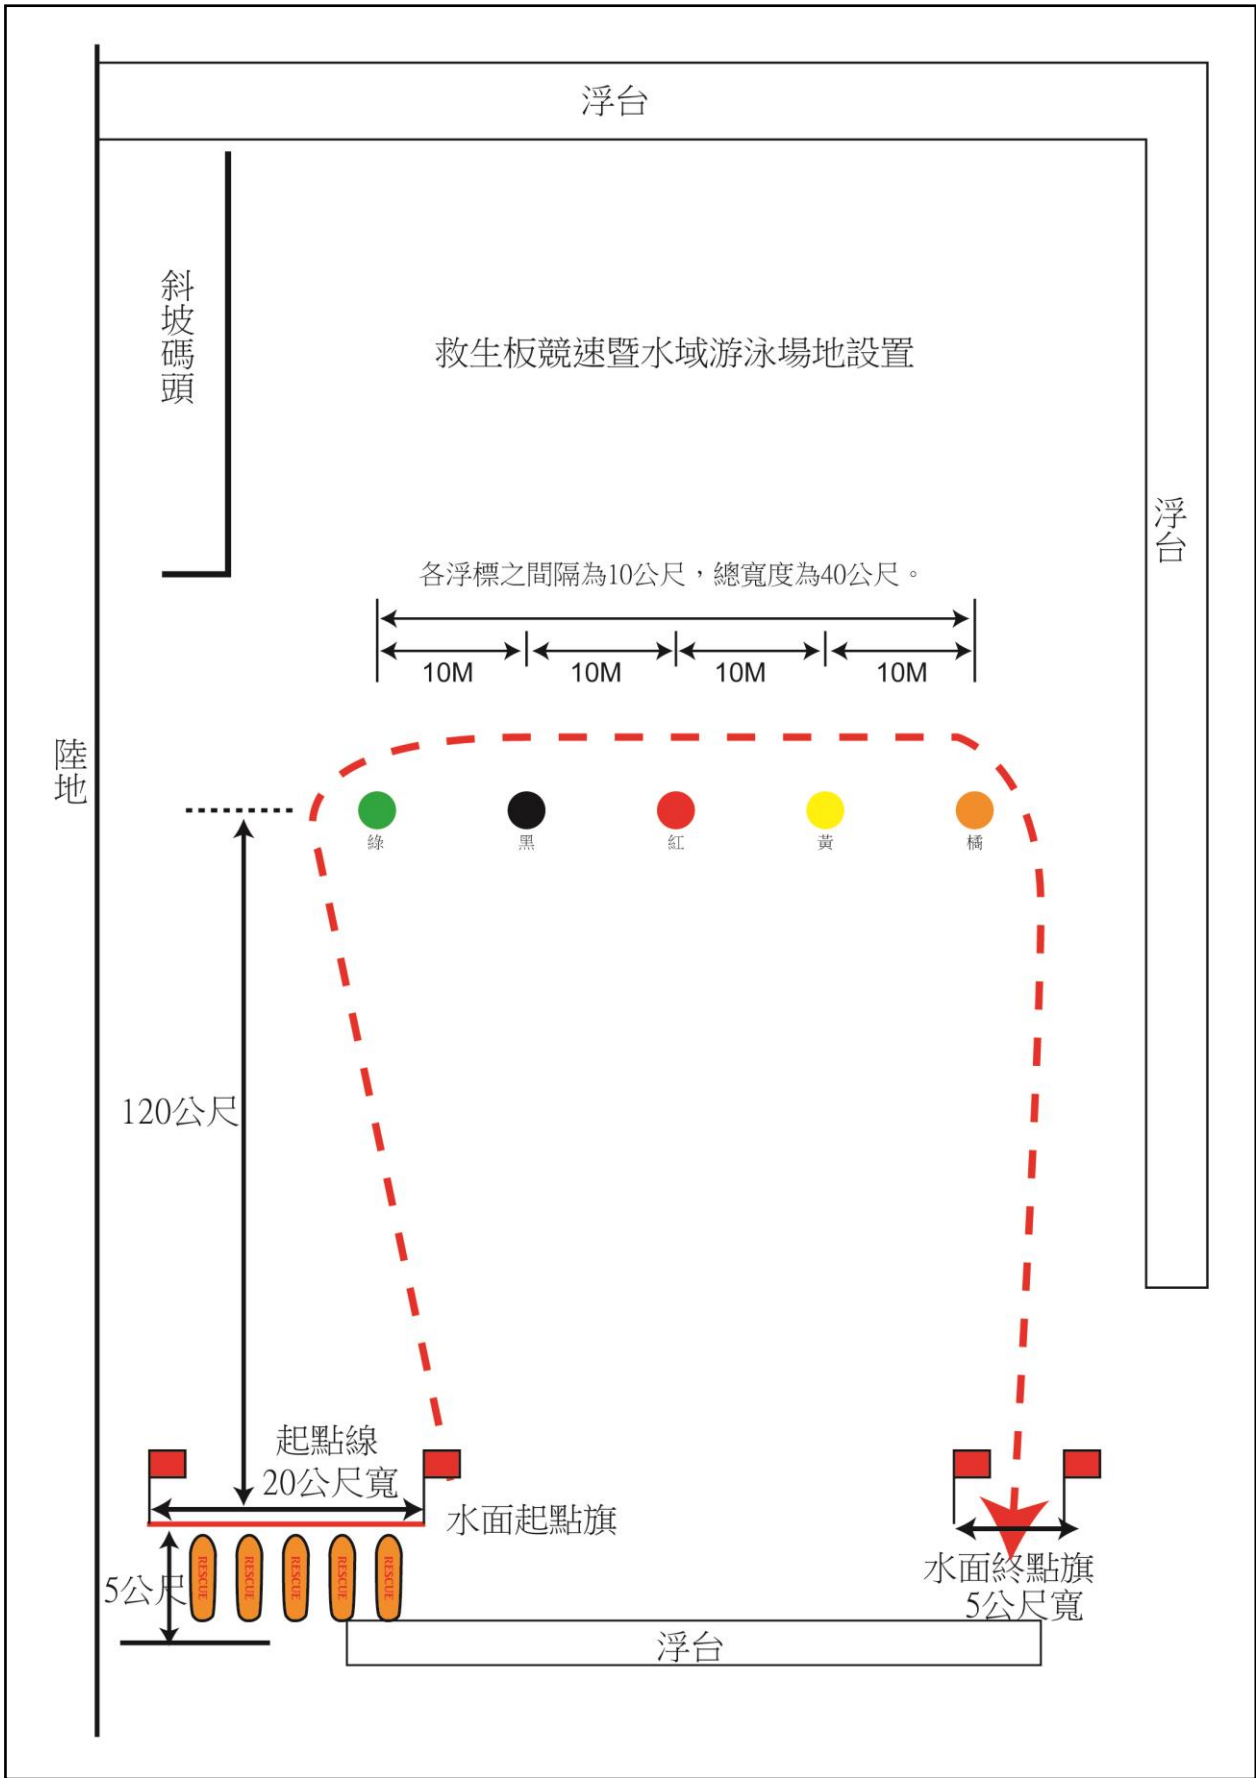 浮台
斜坡碼頭
救生板競速暨水域游泳場地設置
浮台
各浮標之間隔為10公尺，總寬度為40公尺。
10M
10M
10M
10M
陸地
綠
黑
紅
黃
橘
120公尺
起點線
20公尺寬
水面起點旗
5公尺
RESCUE
RESCUE
RESCUE
RESCUE
RESCUE
水面終點旗
5公尺寬
浮台